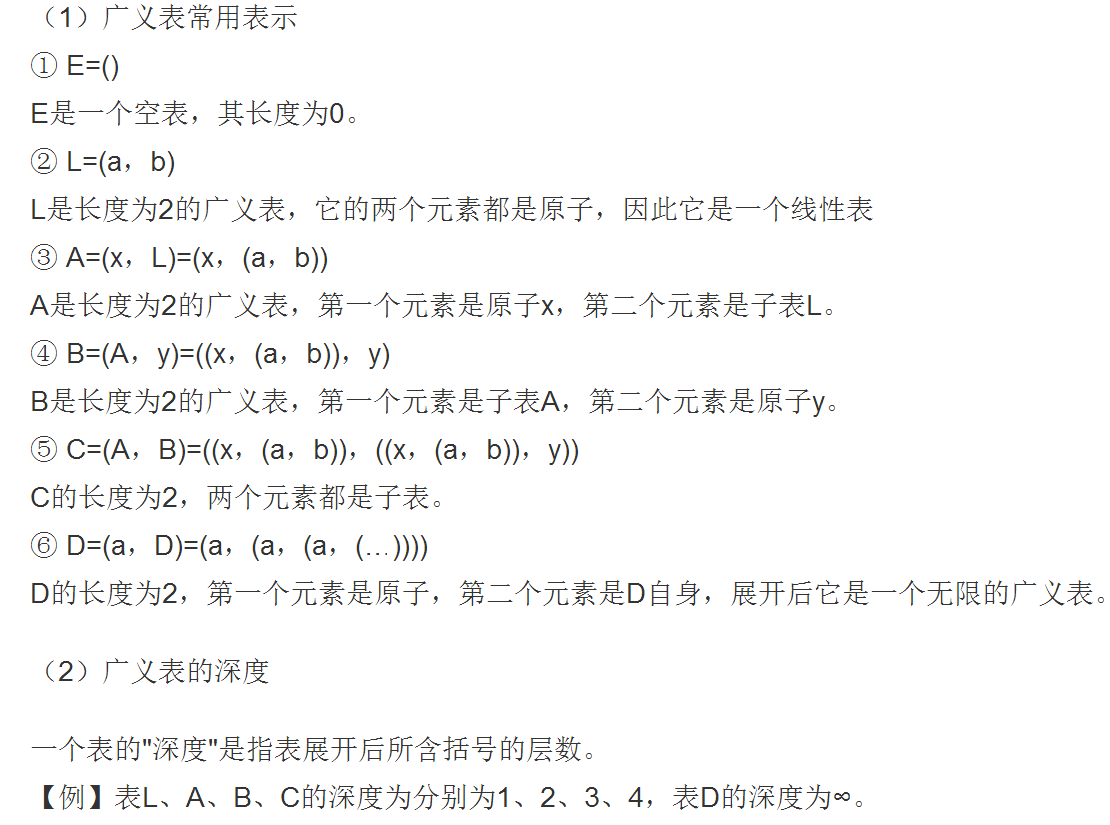 （1）广义表常用表示
① E=()
E是一个空表，其长度为0。
② L=(a，b)
L是长度为2的广义表，它的两个元素都是原子，因此它是一个线性表
③ A=(x，L)=(x，(a，b))
A是长度为2的广义表，第一个元素是原子x，第二个元素是子表L。
④ B=(A，y)=((x，(a，b))，y)
B是长度为2的广义表，第一个元素是子表A，第二个元素是原子y。
⑤ C=(A，B)=((x，(a，b))，((x，(a，b))，y))
C的长度为2，两个元素都是子表。
⑥ D=(a，D)=(a，(a，(a，(…))))
D的长度为2，第一个元素是原子，第二个元素是D自身，展开后它是一个无限的广义表。
（2）广义表的深度
一个表的"深度"是指表展开后所含括号的层数。
【例】表L、A、B、C的深度为分别为1、2、3、4，表D的深度为∞。